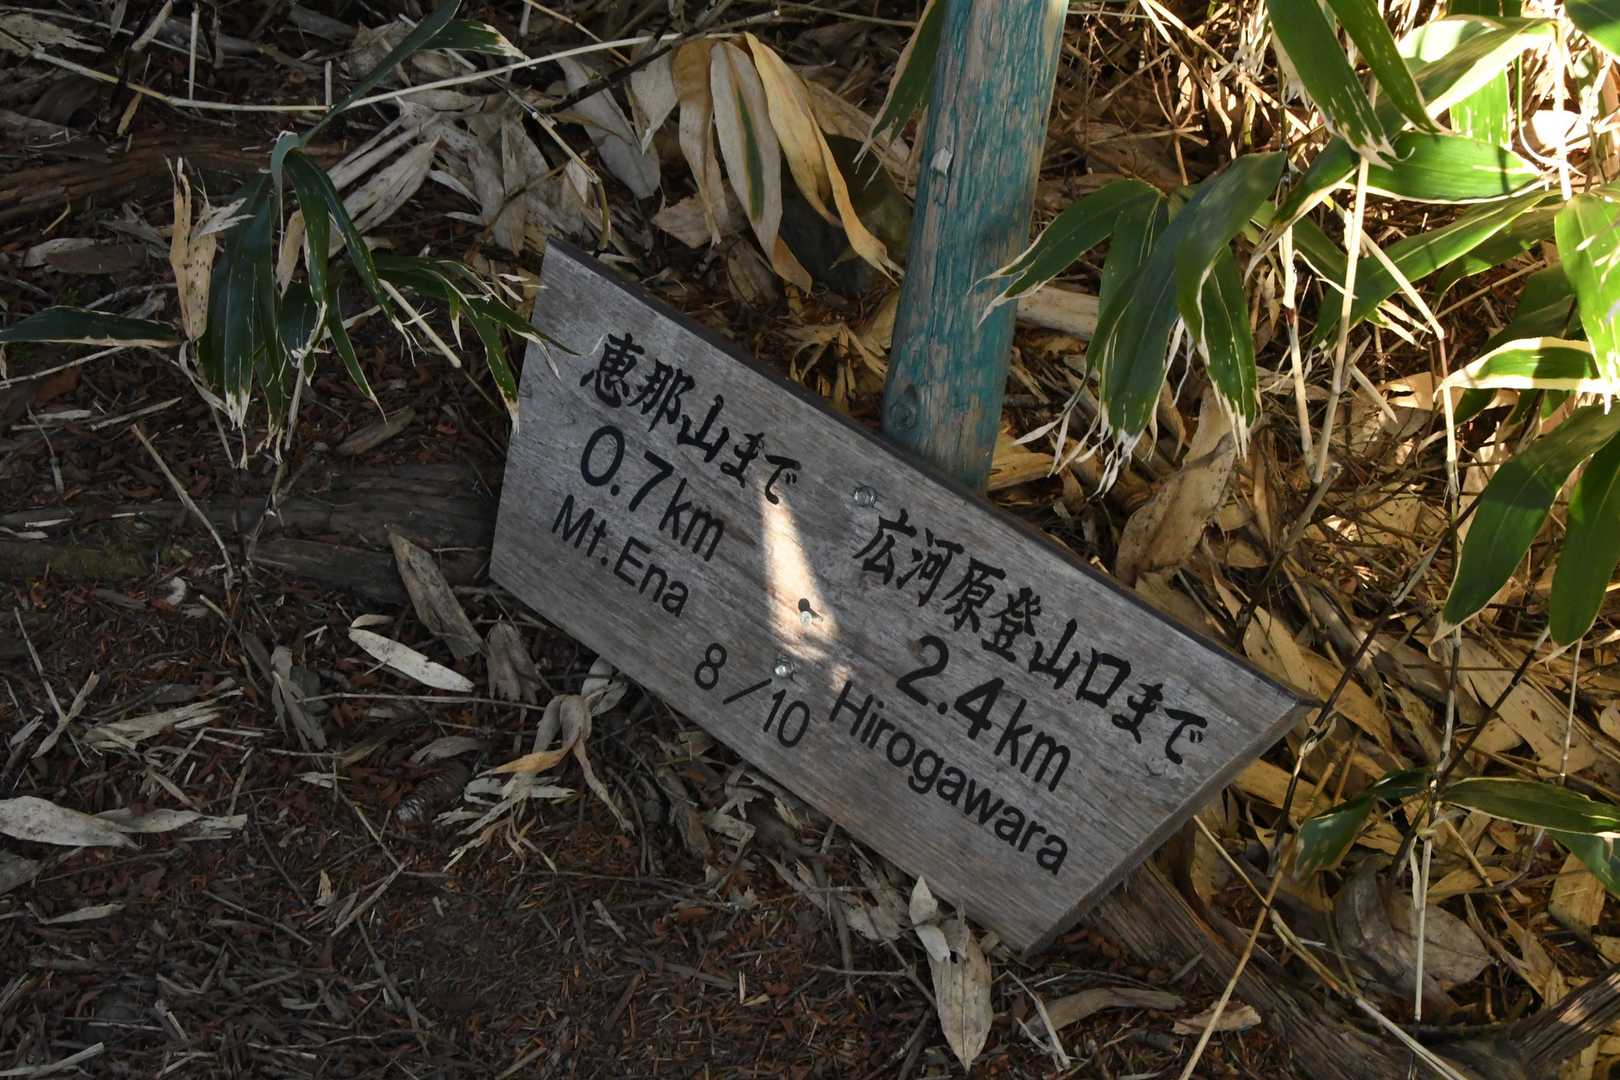 恵那山まで
0.7km
Mt.Ena
広河原登山口まで
2.4km
Hirogawara
8/10